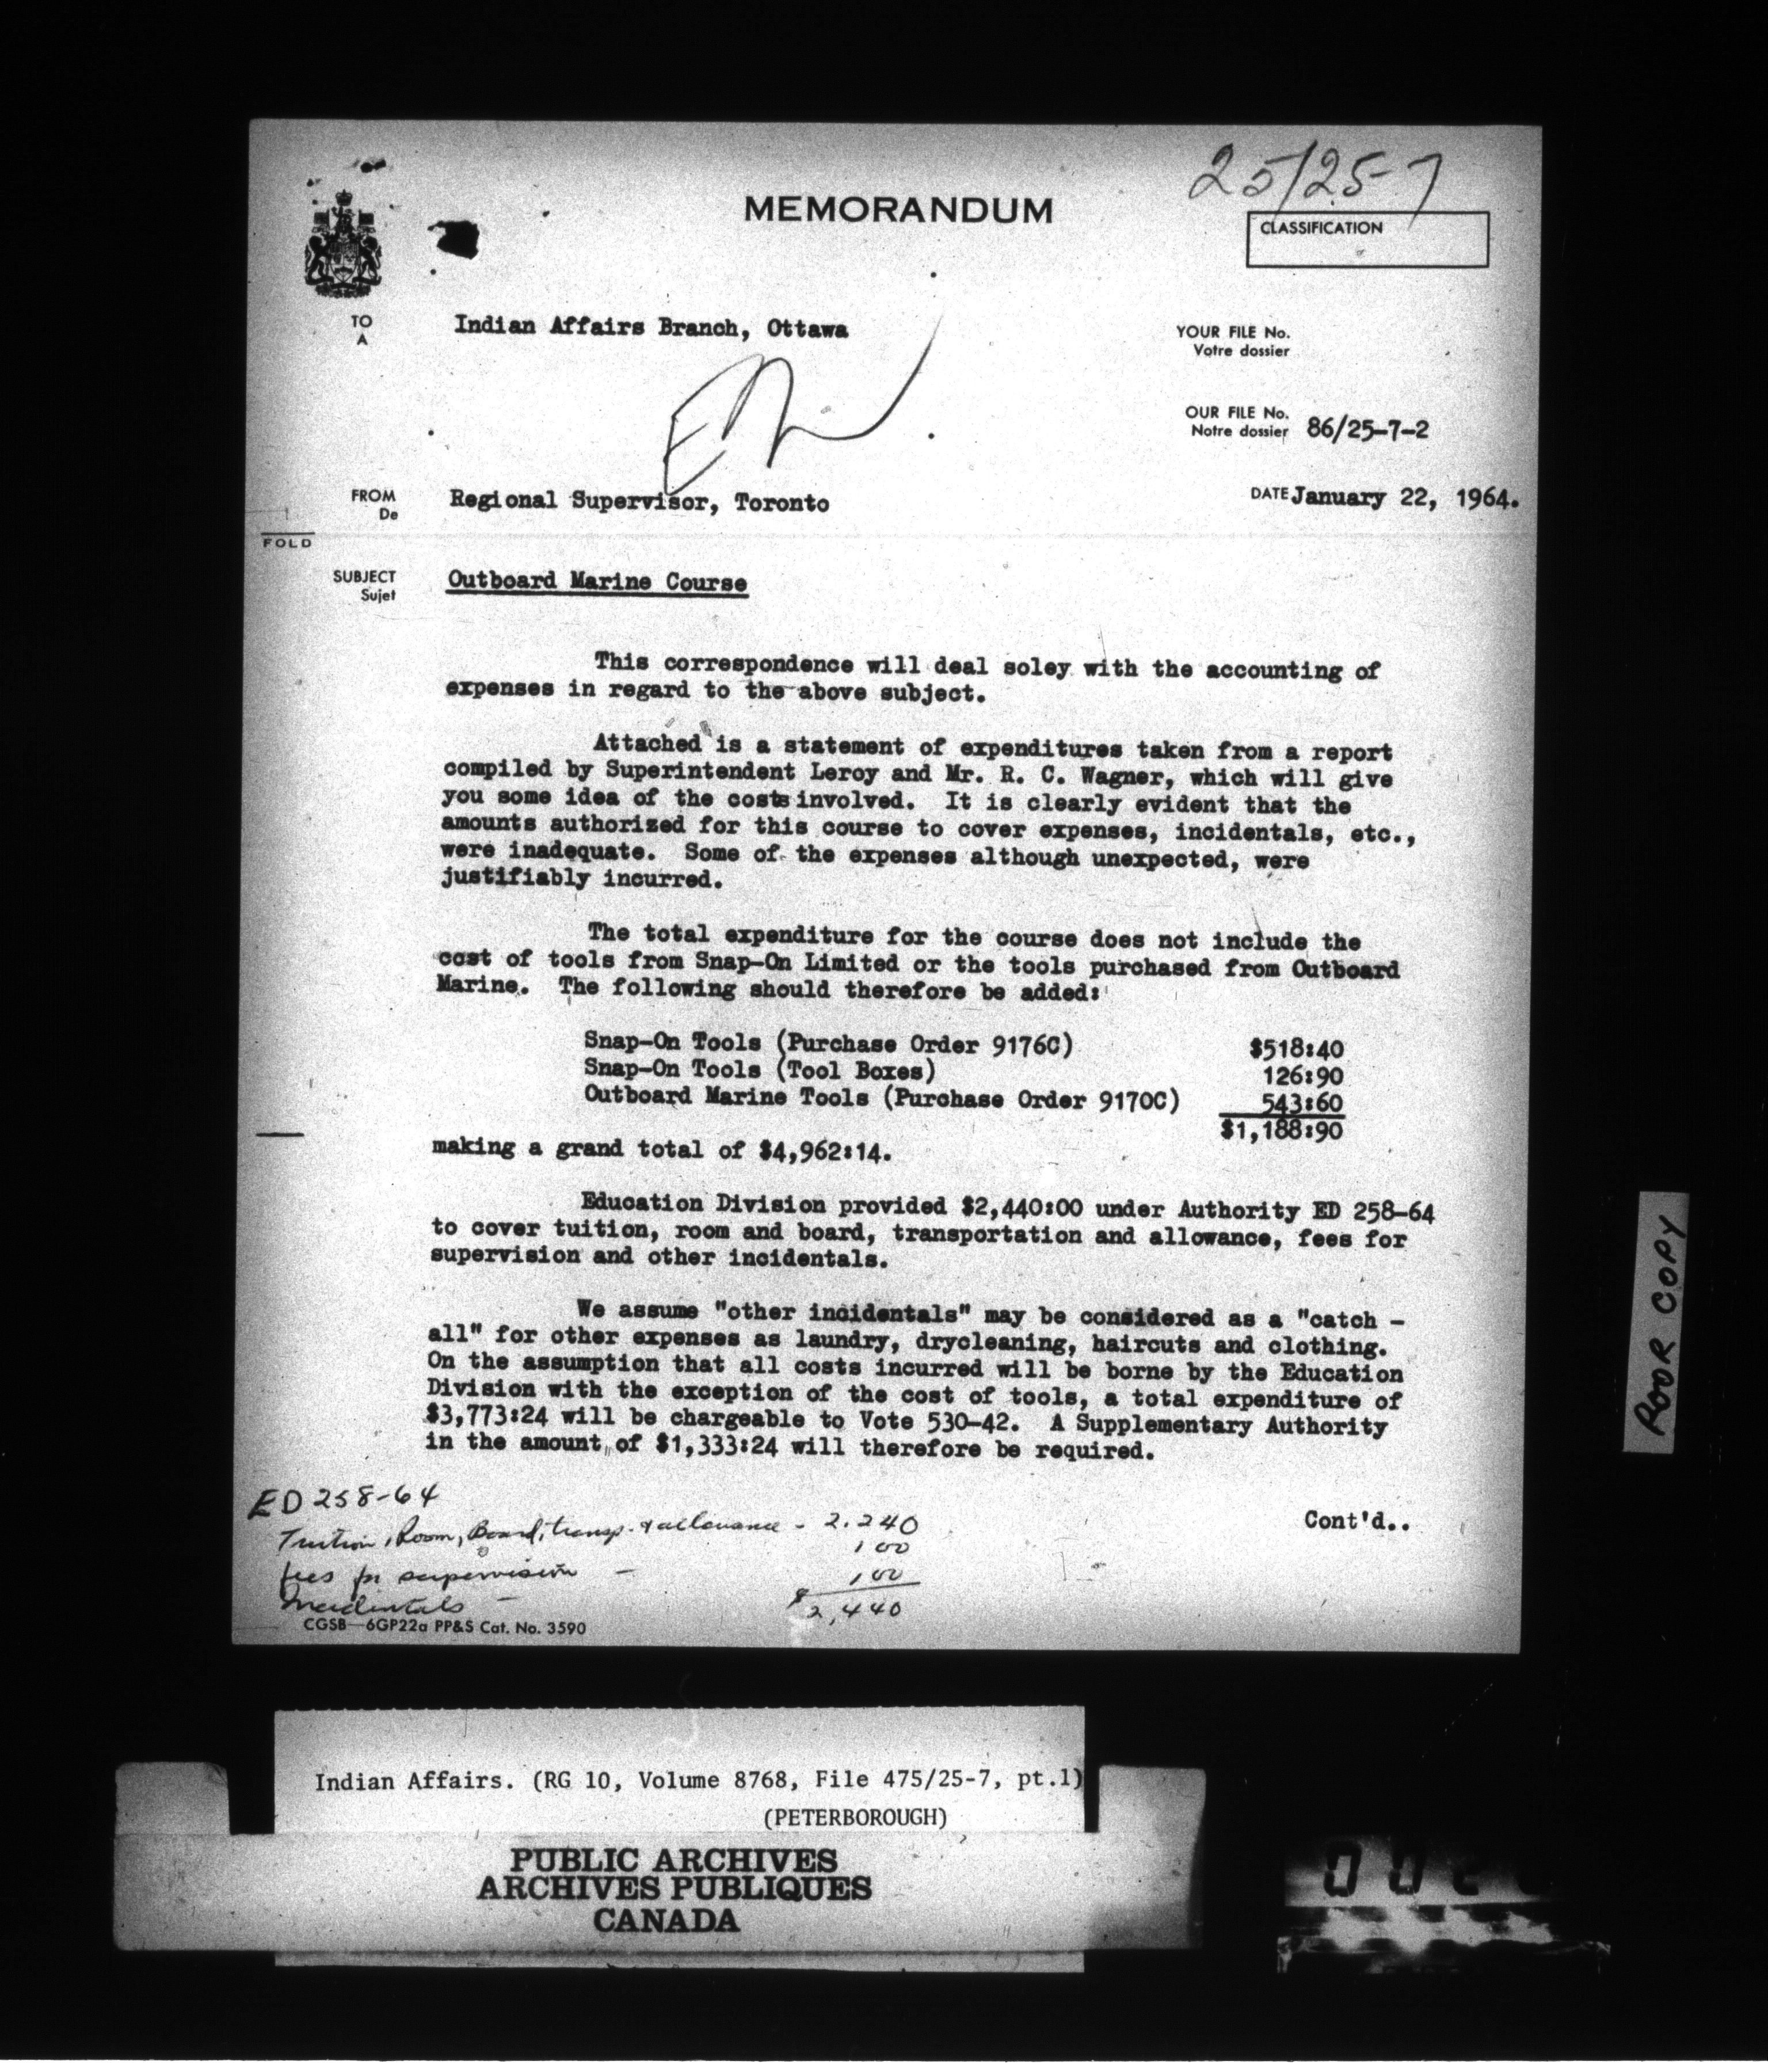 25/25-7
MEMORANDUM
CLASSIFICATION
TO
A
Indian Affairs Branch, Ottawa
YOUR FILE No.
Votre dossier
OUR FILE No.
Notre dossier 86/25-7-2
FROM
De
Regional Supervisor, Toronto
DATE January 22, 1964.
FOLD
SUBJECT
Sujet
Outboard Marine Course
This correspondence will deal soley with the accounting of
expenses in regard to the above subject.
Attached is a statement of expenditures taken from a report
compiled by Superintendent Leroy and Mr. R. C. Wagner, which will give
you some idea of the costs involved. It is clearly evident that the
amounts authorized for this course to cover expenses, incidentals, etc.,
were inadequate. Some of the expenses although unexpected, were
justifiably incurred.
The total expenditure for the course does not include the
cost of tools from Snap-On Limited or the tools purchased from Outboard
Marine. The following should therefore be added:
Snap-On Tools (Purchase Order 9176C) $518:40
Snap-On Tools (Tool Boxes) 126:90
Outboard Marine Tools (Purchase Order 9170C) 543:60
$1,188:90
making a grand total of $4,962:14.
Education Division provided $2,440:00 under Authority ED 258-64
to cover tuition, room and board, transportation and allowance, fees for
supervision and other incidentals.
We assume "other incidentals" may be considered as a "catch -
all" for other expenses as laundry, drycleaning, haircuts and clothing.
On the assumption that all costs incurred will be borne by the Education
Division with the exception of the cost of tools, a total expenditure of
$3,773:24 will be chargeable to Vote 530-42. A Supplementary Authority
in the amount of $1,333:24 will therefore be required.
Cont'd..
ED 258-64
Tuition, Room, Board, transp. & allowance - 2.240
fees for supervision - 100
Incidentals - 100
$2,440
CGSB-6GP22a PP&S Cat. No. 3590
POOR COPY
Indian Affairs. (RG 10, Volume 8768, File 475/25-7, pt.1)
(PETERBOROUGH)
PUBLIC ARCHIVES
ARCHIVES PUBLIQUES
CANADA